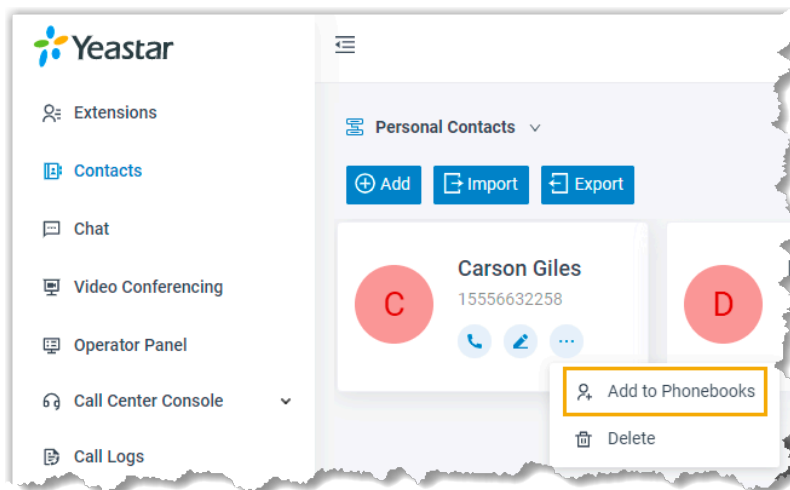 Yeastar
Extensions
Contacts
Chat
Video Conferencing
Operator Panel
Call Center Console
Call Logs
Personal Contacts
Add Import Export
C
Carson Giles
15556632258
D
Add to Phonebooks
Delete